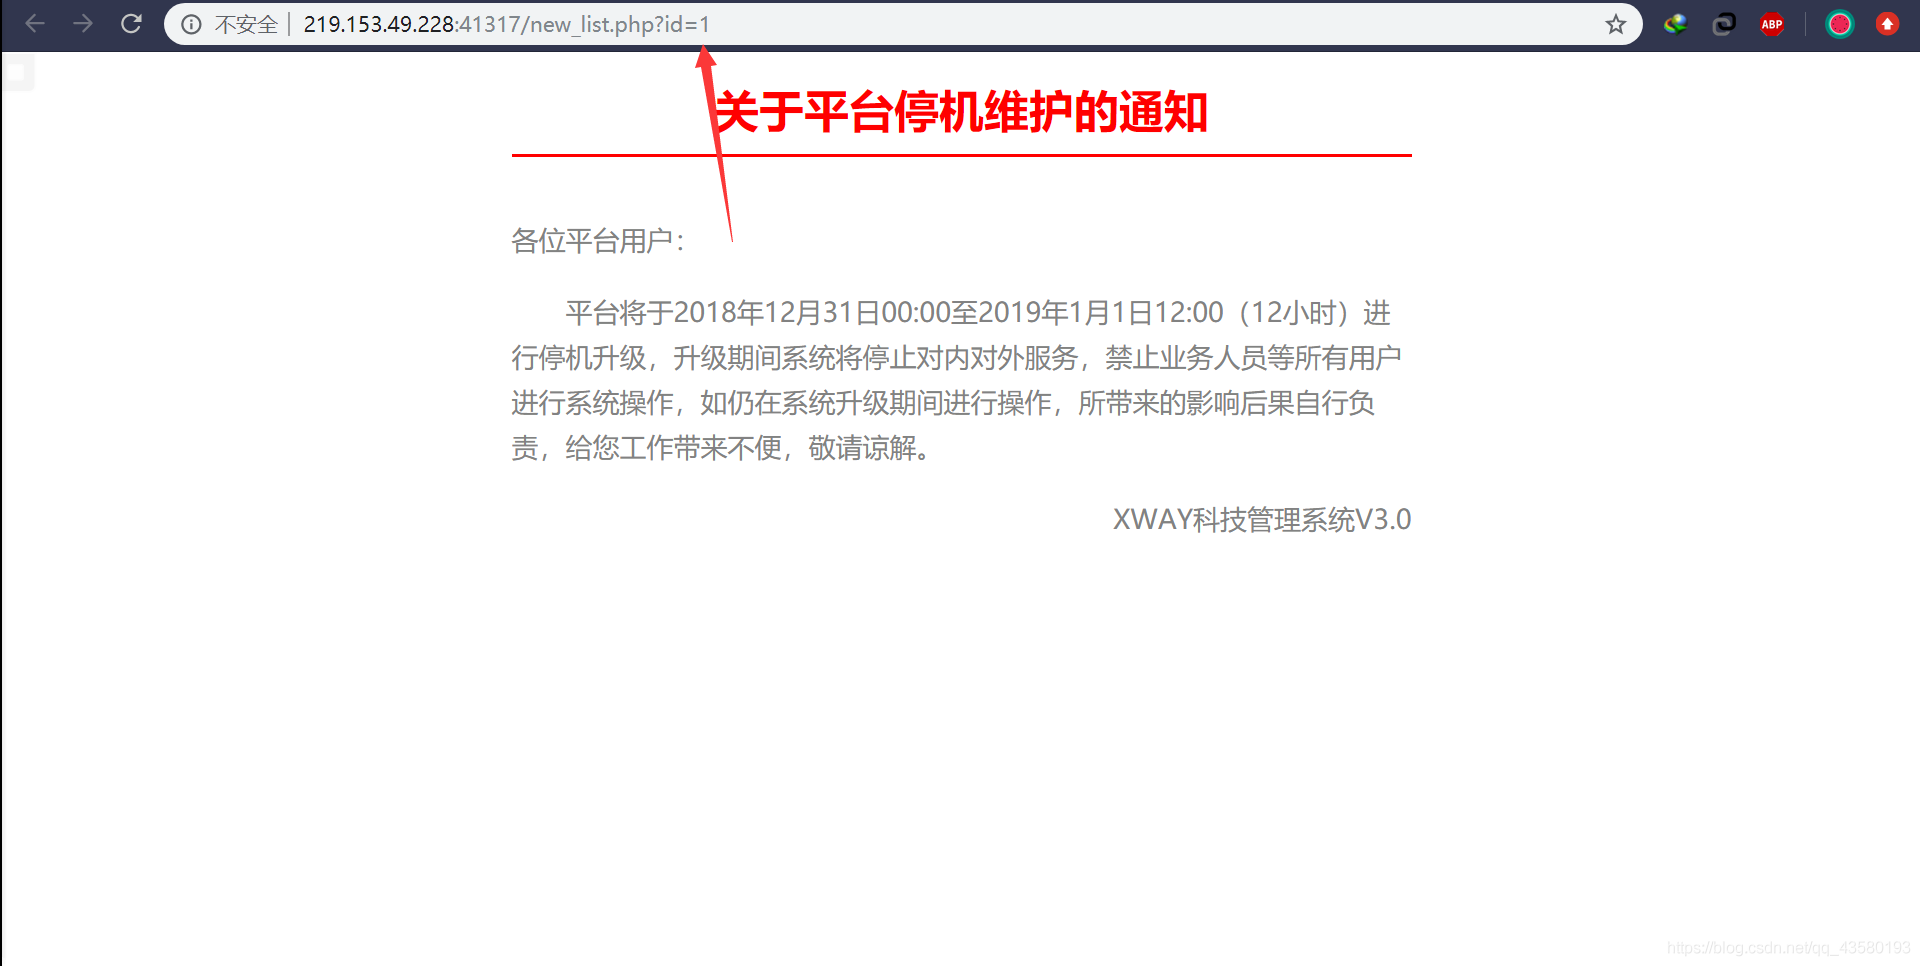 不安全 219.153.49.228:41317/new_list.php?id=1
ABP
关于平台停机维护的通知
各位平台用户：
平台将于2018年12月31日00:00至2019年1月1日12:00（12小时）进
行停机升级，升级期间系统将停止对内对外服务，禁止业务人员等所有用户
进行系统操作，如仍在系统升级期间进行操作，所带来的影响后果自行负
责，给您工作带来不便，敬请谅解。
XWAY科技管理系统V3.0
https://blog.csdn.net/qq_43580193